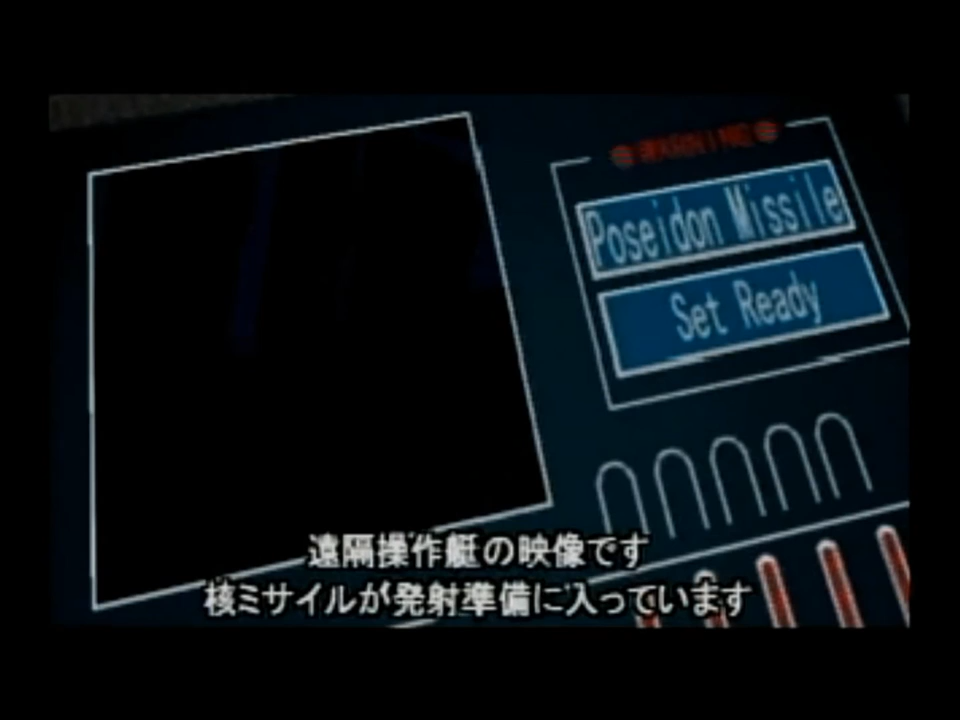 WARNING
Poseidon Missile
Set Ready
遠隔操作艇の映像です
核ミサイルが発射準備に入っています